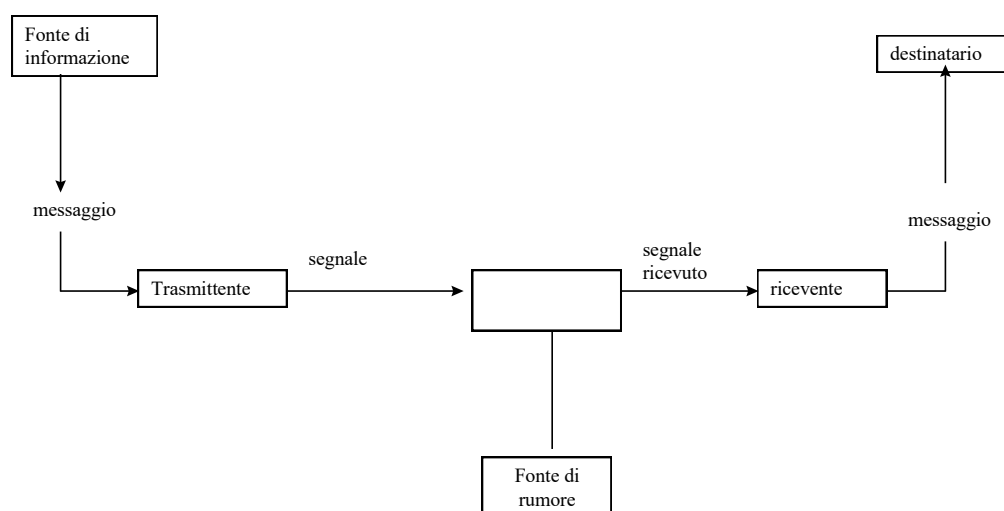 Fonte di
informazione
destinatario
messaggio
messaggio
segnale
segnale
ricevuto
Trasmittente
ricevente
Fonte di
rumore